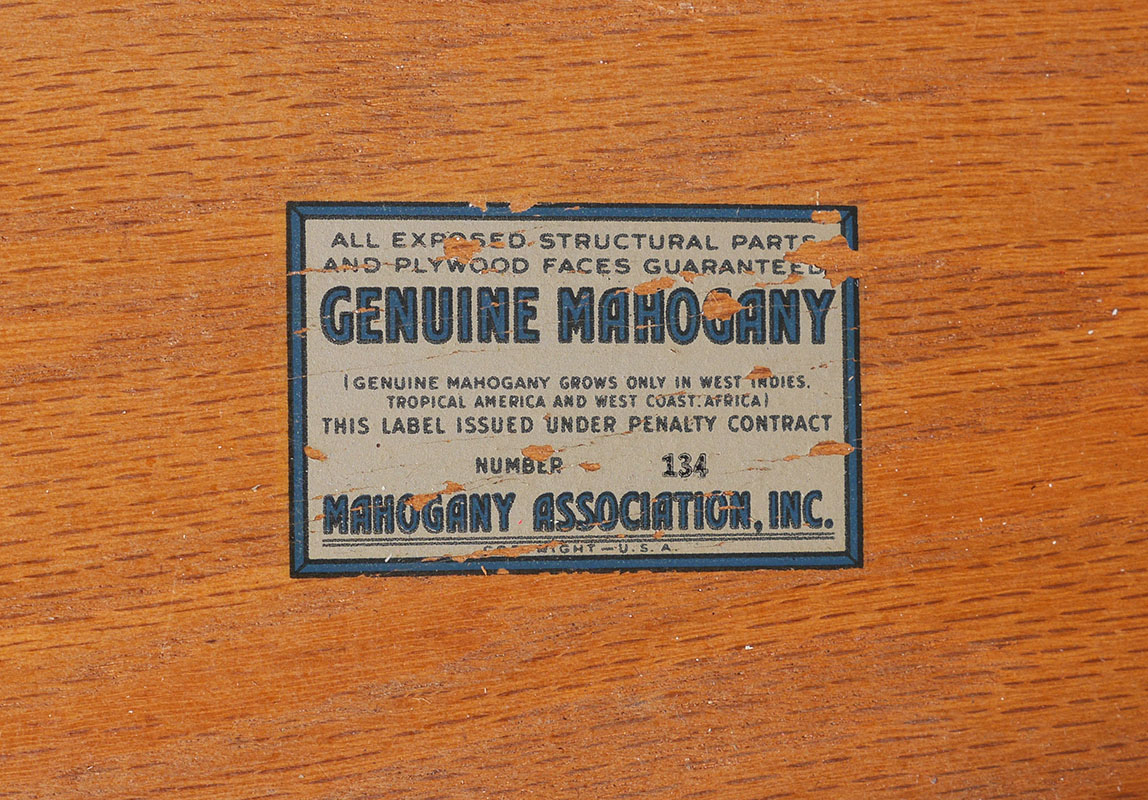 ALL EXPOSED STRUCTURAL PARTS
AND PLYWOOD FACES GUARANTEED
GENUINE MAHOGANY
(GENUINE MAHOGANY GROWS ONLY IN WEST INDIES,
TROPICAL AMERICA AND WEST COAST AFRICA)
THIS LABEL ISSUED UNDER PENALTY CONTRACT
NUMBER 134
MAHOGANY ASSOCIATION, INC.
COPYRIGHT — U.S.A.